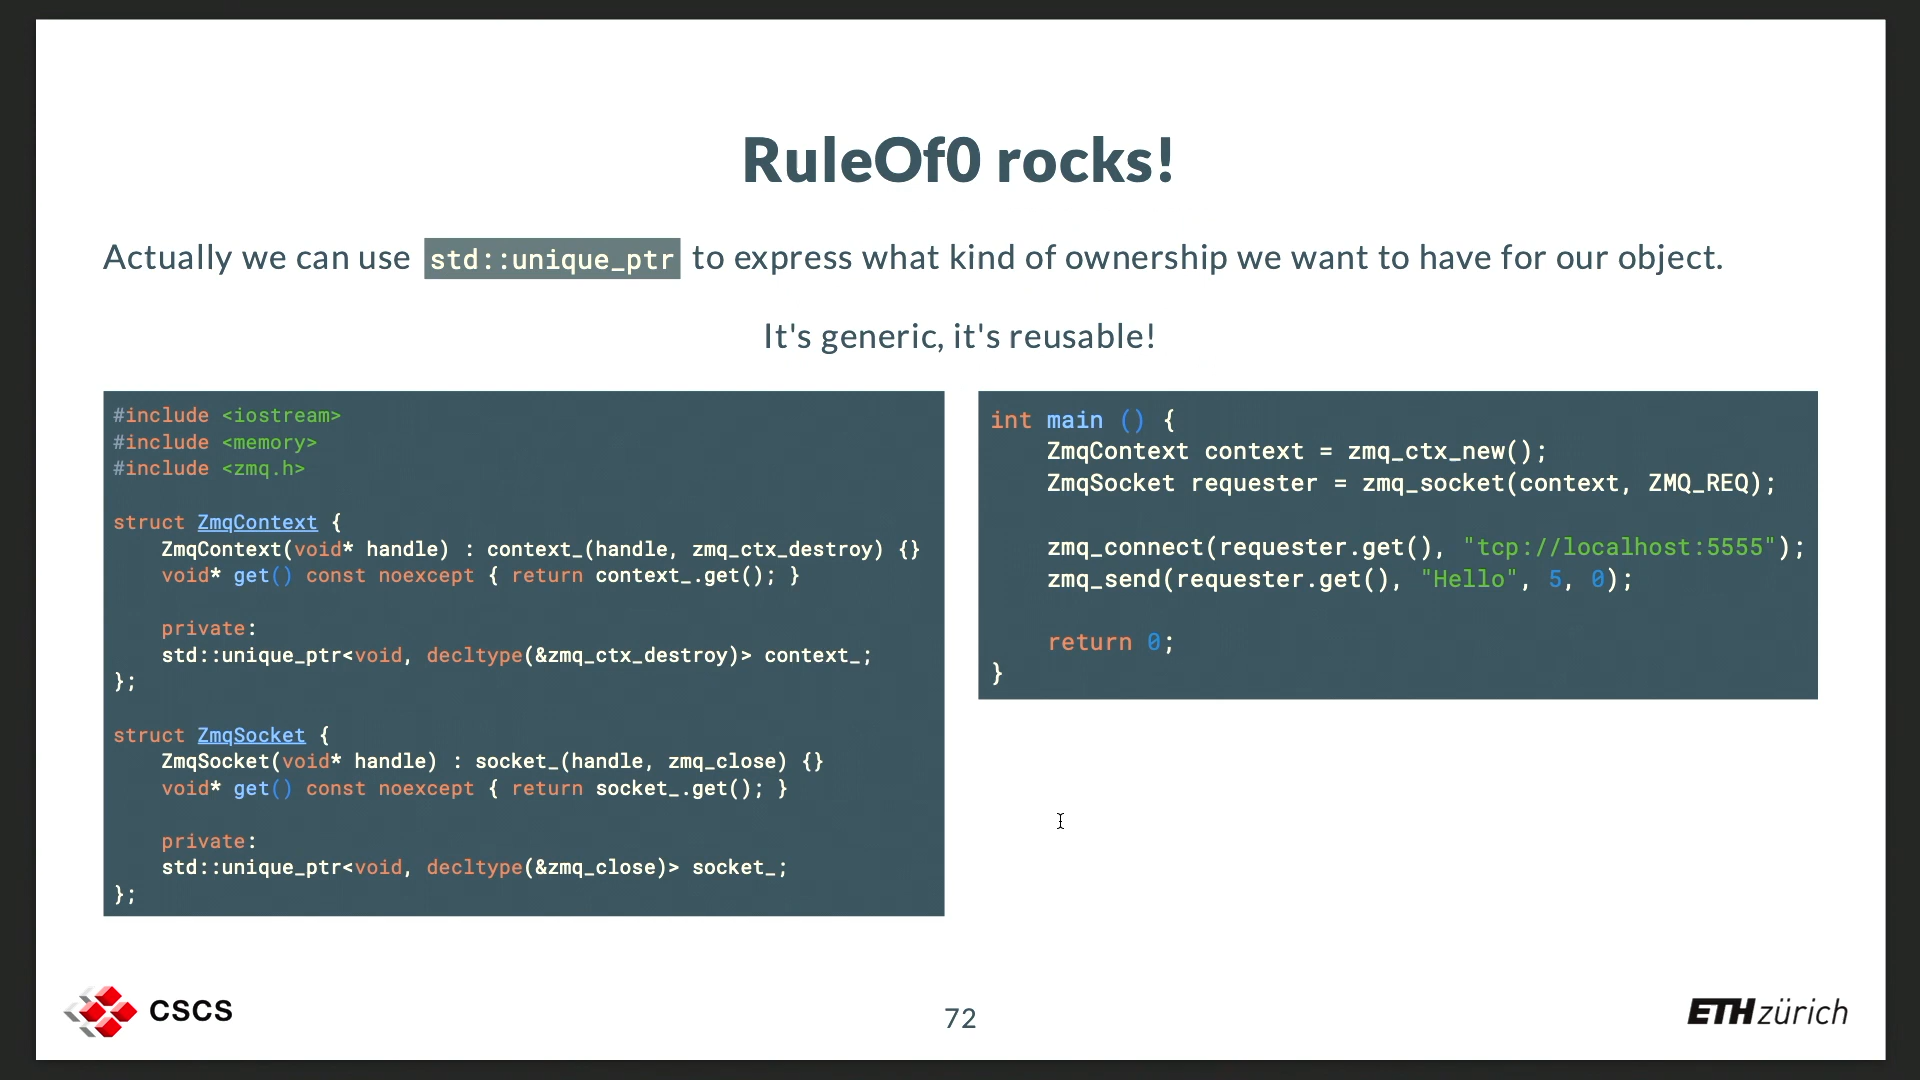 RuleOf0 rocks!
Actually we can use std::unique_ptr to express what kind of ownership we want to have for our object.
It's generic, it's reusable!
#include <iostream>
#include <memory>
#include <zmq.h>
struct ZmqContext {
ZmqContext(void* handle) : context_(handle, zmq_ctx_destroy) {}
void* get() const noexcept { return context_.get(); }
private:
std::unique_ptr<void, decltype(&zmq_ctx_destroy)> context_;
};
struct ZmqSocket {
ZmqSocket(void* handle) : socket_(handle, zmq_close) {}
void* get() const noexcept { return socket_.get(); }
private:
std::unique_ptr<void, decltype(&zmq_close)> socket_;
};
int main () {
ZmqContext context = zmq_ctx_new();
ZmqSocket requester = zmq_socket(context, ZMQ_REQ);
zmq_connect(requester.get(), "tcp://localhost:5555");
zmq_send(requester.get(), "Hello", 5, 0);
return 0;
}
CSCS
72
ETH zürich